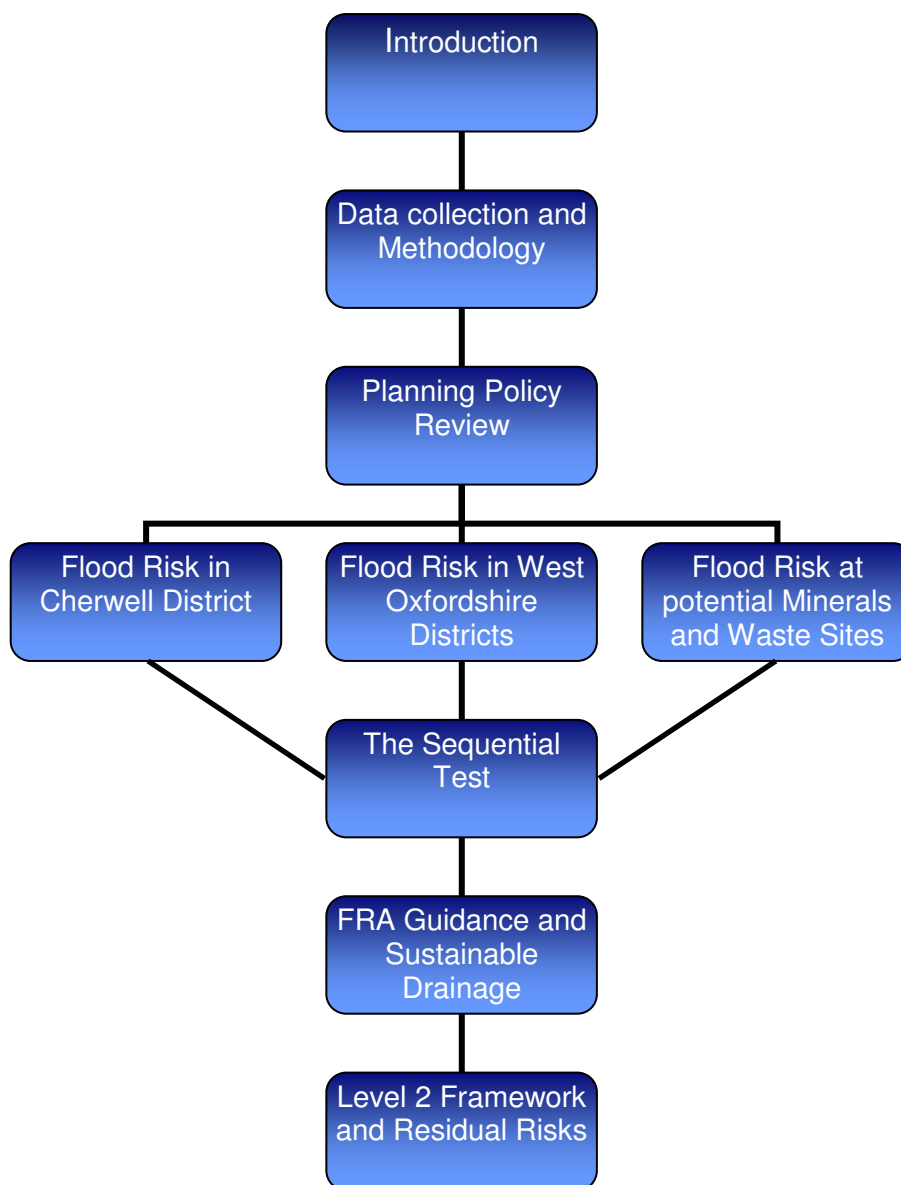 Introduction
Data collection and
Methodology
Planning Policy
Review
Flood Risk in
Cherwell District
Flood Risk in West
Oxfordshire
Districts
Flood Risk at
potential Minerals
and Waste Sites
The Sequential
Test
FRA Guidance and
Sustainable
Drainage
Level 2 Framework
and Residual Risks